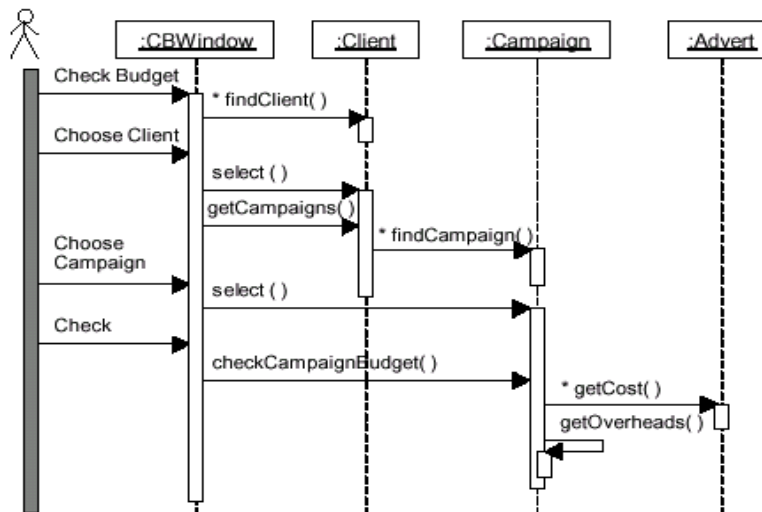 :CBWindow
:Client
:Campaign
:Advert
Check Budget
* findClient( )
Choose Client
select ( )
getCampaigns( )
* findCampaign( )
Choose
Campaign
select ( )
Check
checkCampaignBudget( )
* getCost( )
getOverheads( )